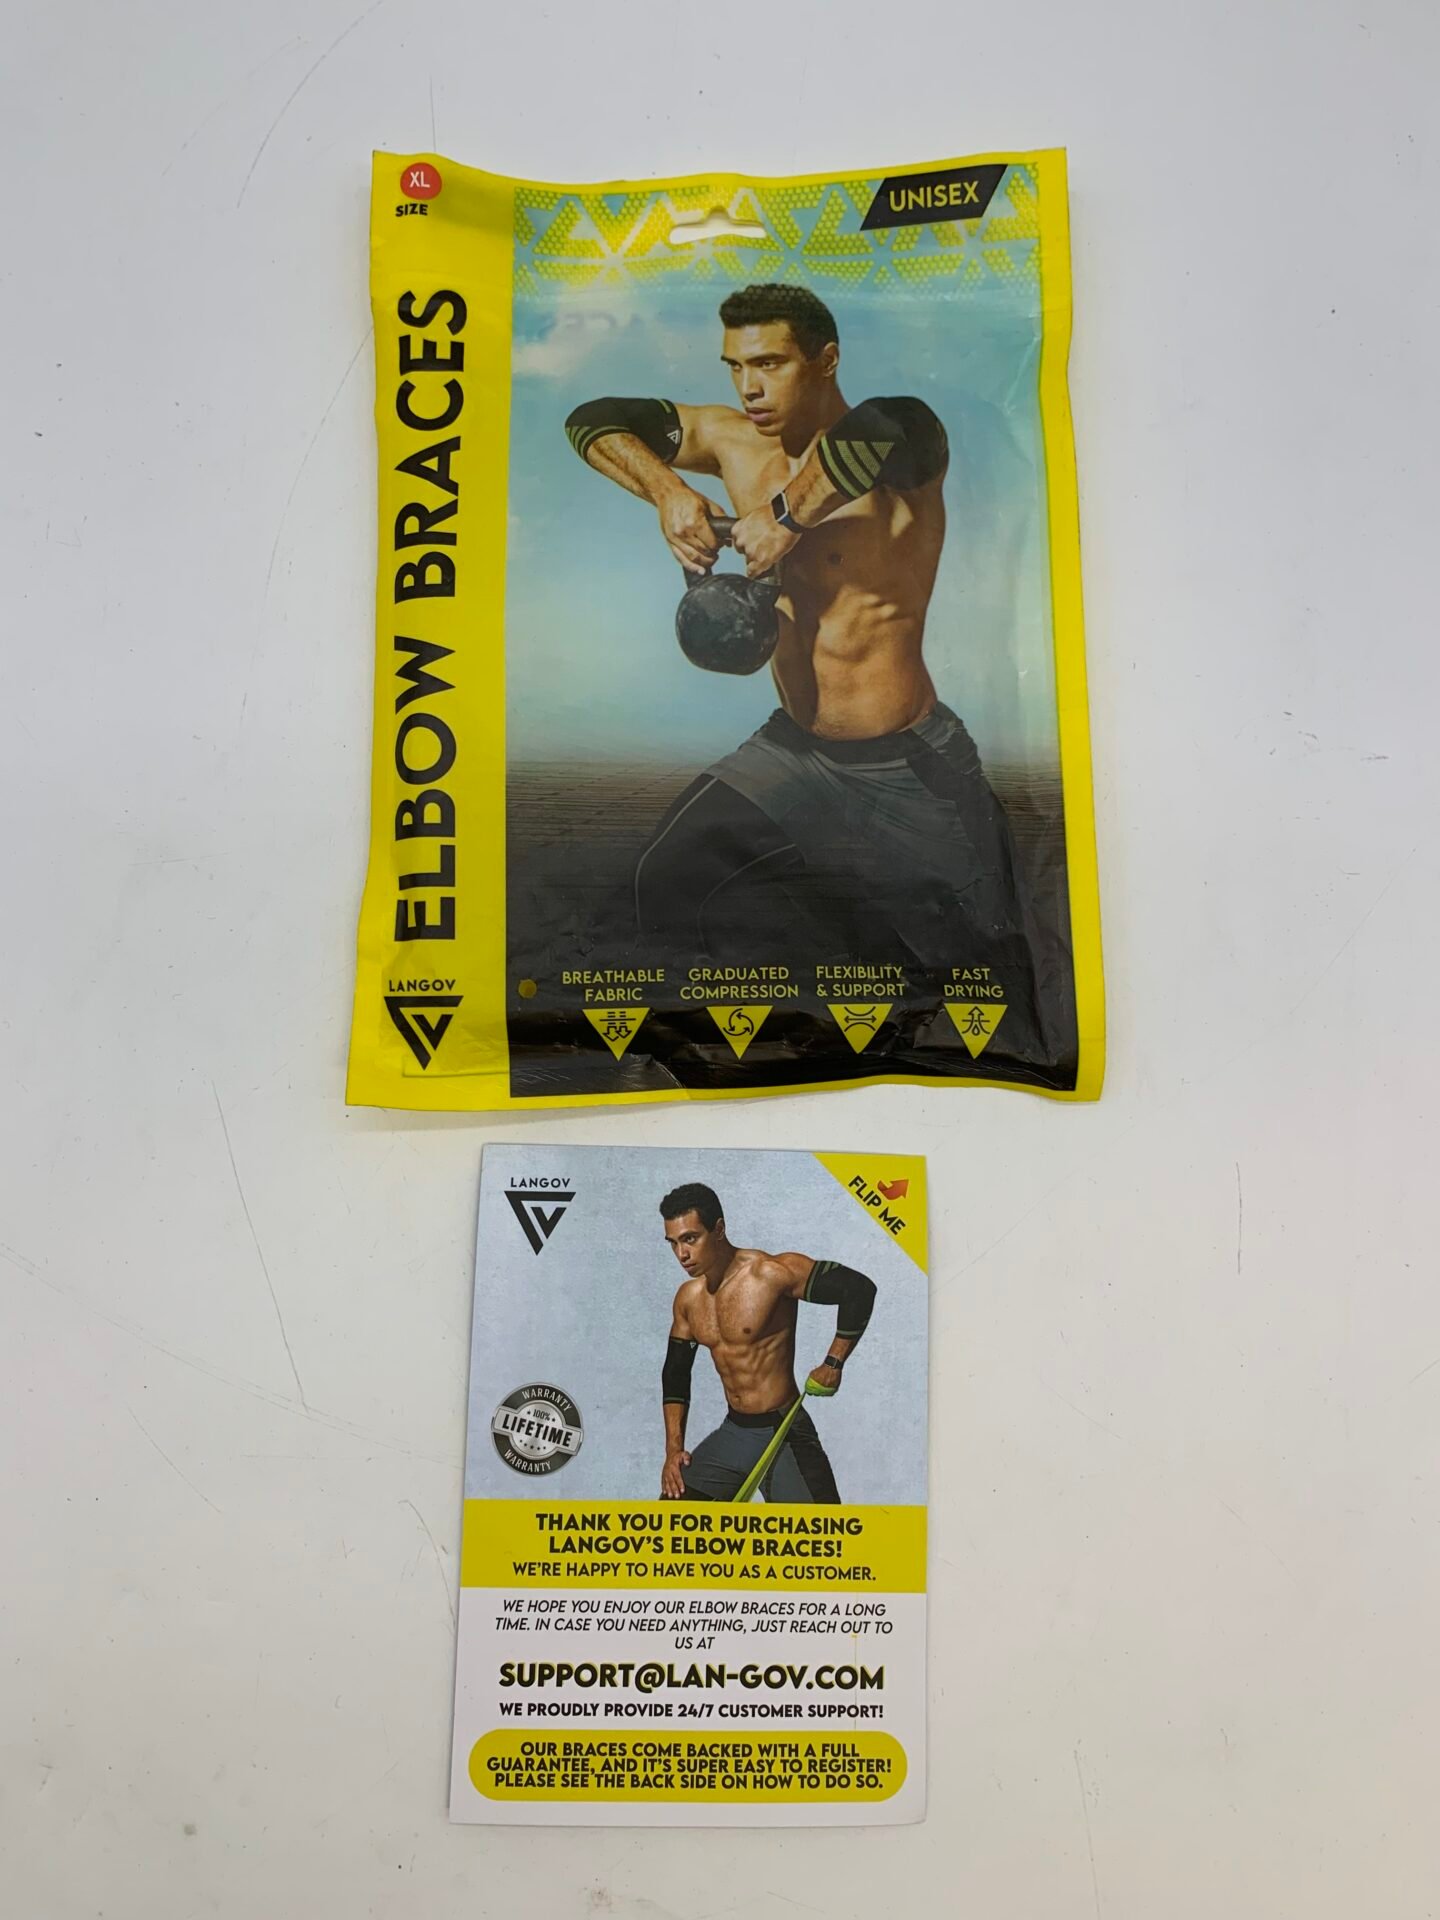 XL
SIZE
UNISEX
ELBOW BRACES
BREATHABLE
FABRIC
GRADUATED
COMPRESSION
FLEXIBILITY
& SUPPORT
FAST
DRYING
LANGOV
LANGOV
FLIP ME
WARRANTY
100%
LIFETIME
WARRANTY
THANK YOU FOR PURCHASING
LANGOV'S ELBOW BRACES!
WE'RE HAPPY TO HAVE YOU AS A CUSTOMER.
WE HOPE YOU ENJOY OUR ELBOW BRACES FOR A LONG
TIME. IN CASE YOU NEED ANYTHING, JUST REACH OUT TO
US AT
SUPPORT@LAN-GOV.COM
WE PROUDLY PROVIDE 24/7 CUSTOMER SUPPORT!
OUR BRACES COME BACKED WITH A FULL
GUARANTEE, AND IT'S SUPER EASY TO REGISTER!
PLEASE SEE THE BACK SIDE ON HOW TO DO SO.